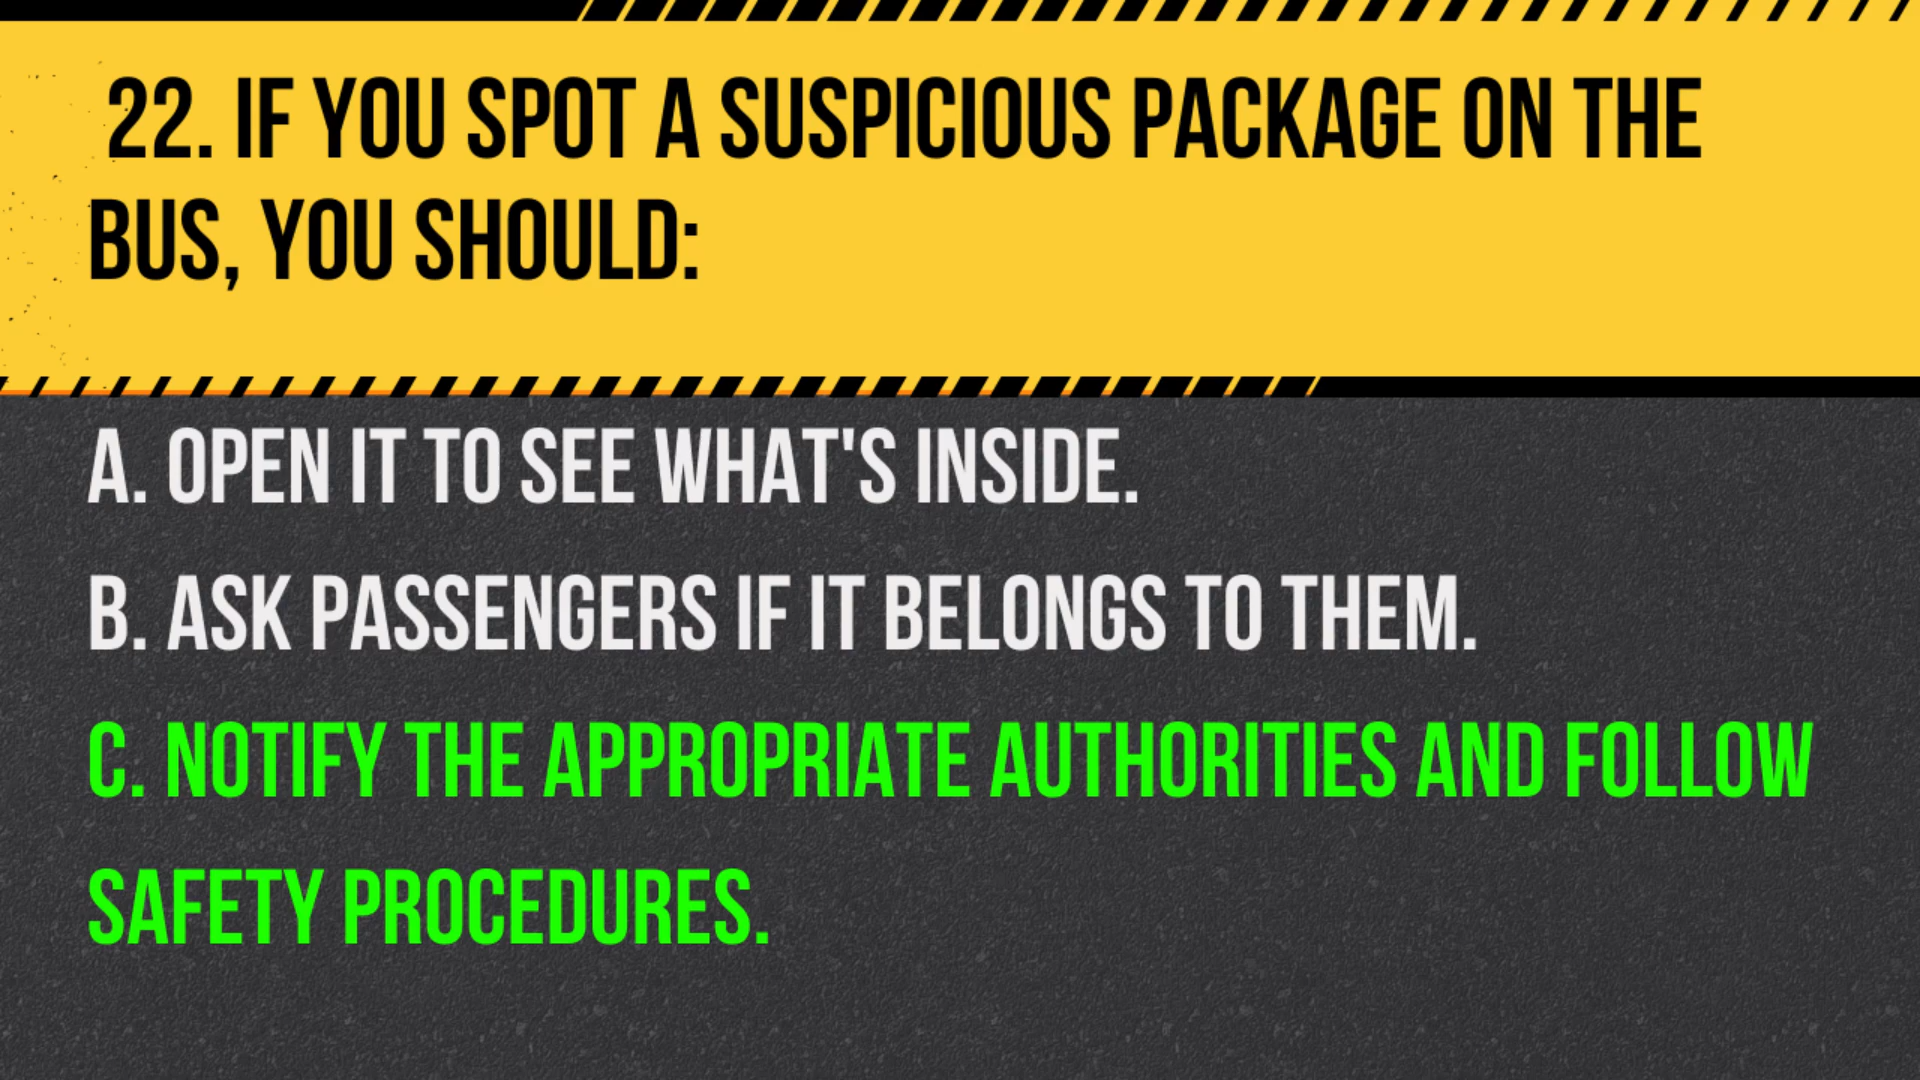 22. IF YOU SPOT A SUSPICIOUS PACKAGE ON THE
BUS, YOU SHOULD:
A. OPEN IT TO SEE WHAT'S INSIDE.
B. ASK PASSENGERS IF IT BELONGS TO THEM.
C. NOTIFY THE APPROPRIATE AUTHORITIES AND FOLLOW
SAFETY PROCEDURES.